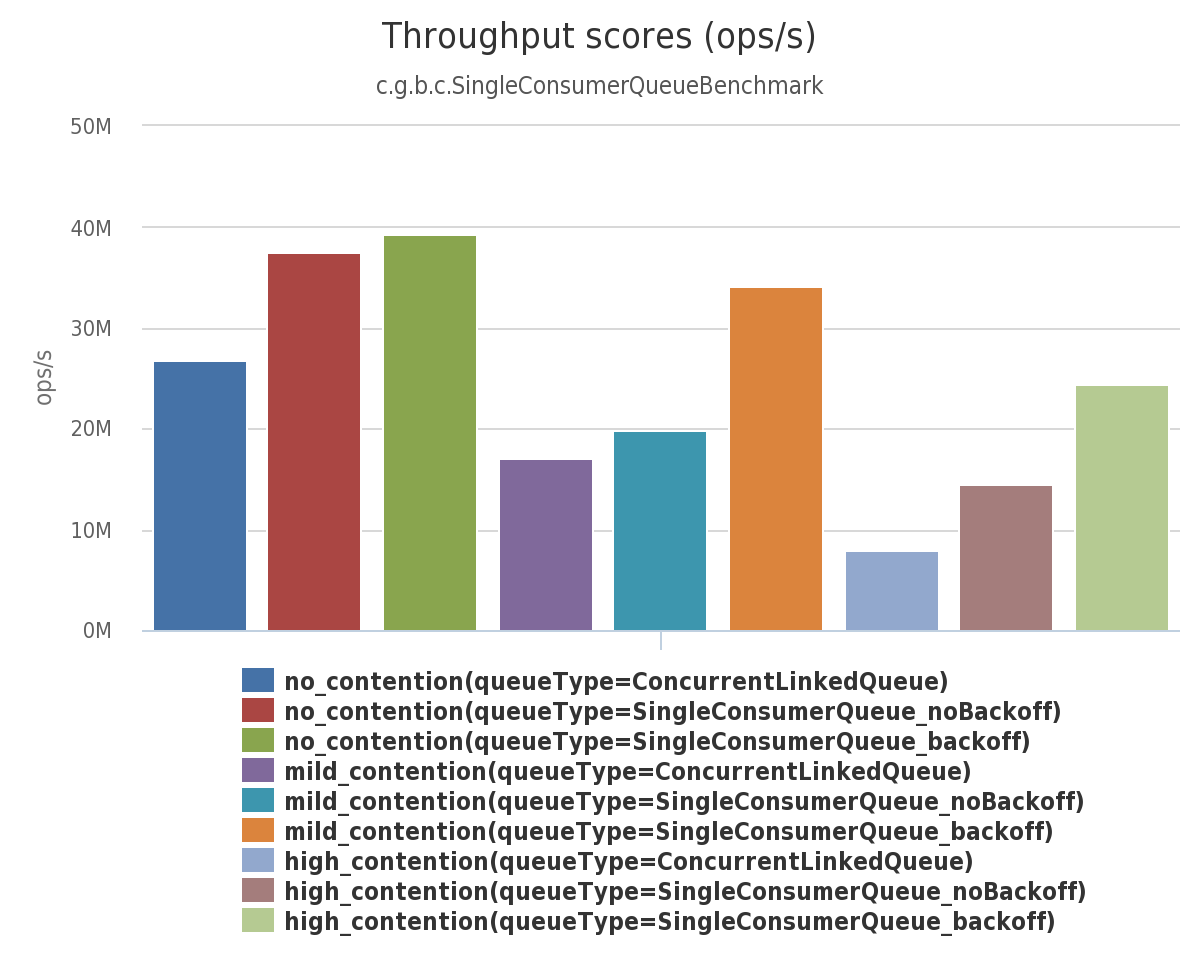 Throughput scores (ops/s)
c.g.b.c.SingleConsumerQueueBenchmark
50M
40M
30M
20M
10M
0M
ops/s
no_contention(queueType=ConcurrentLinkedQueue)
no_contention(queueType=SingleConsumerQueue_noBackoff)
no_contention(queueType=SingleConsumerQueue_backoff)
mild_contention(queueType=ConcurrentLinkedQueue)
mild_contention(queueType=SingleConsumerQueue_noBackoff)
mild_contention(queueType=SingleConsumerQueue_backoff)
high_contention(queueType=ConcurrentLinkedQueue)
high_contention(queueType=SingleConsumerQueue_noBackoff)
high_contention(queueType=SingleConsumerQueue_backoff)